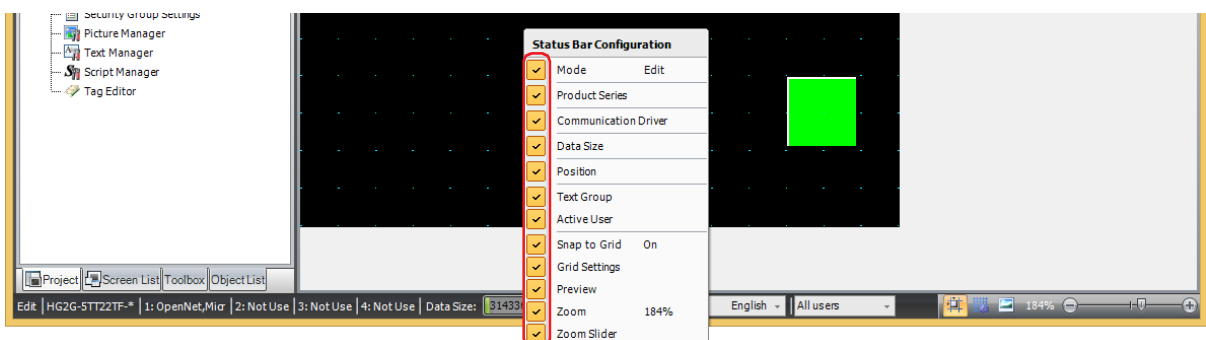 Security Group Settings
Picture Manager
Text Manager
Script Manager
Tag Editor
Status Bar Configuration
Mode Edit
Product Series
Communication Driver
Data Size
Position
Text Group
Active User
Snap to Grid On
Grid Settings
Preview
Zoom 184%
Zoom Slider
Project Screen List Toolbox Object List
Edit HG2G-5TT22TF-* 1: OpenNet,Micr 2: Not Use 3: Not Use 4: Not Use Data Size: English All users 184%